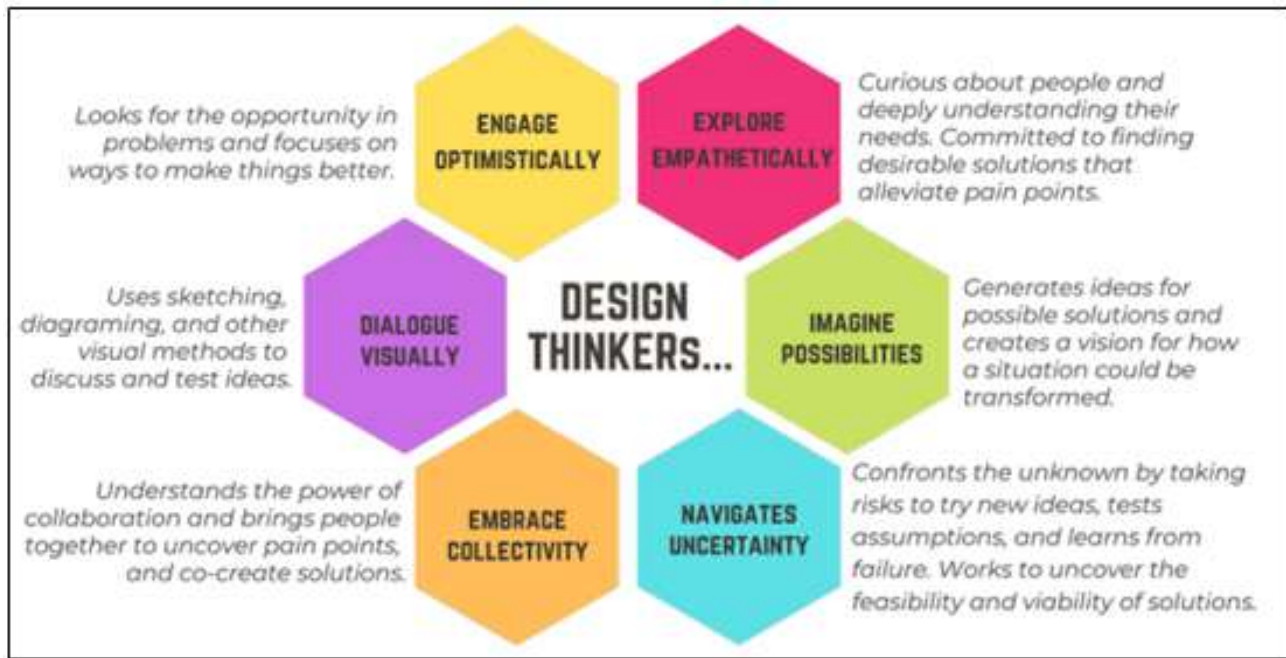 ENGAGE
OPTIMISTICALLY
Looks for the opportunity in
problems and focuses on
ways to make things better.
EXPLORE
EMPATHETICALLY
Curious about people and
deeply understanding their
needs. Committed to finding
desirable solutions that
alleviate pain points.
DIALOGUE
VISUALLY
Uses sketching,
diagraming, and other
visual methods to
discuss and test ideas.
DESIGN
THINKERS...
IMAGINE
POSSIBILITIES
Generates ideas for
possible solutions and
creates a vision for how
a situation could be
transformed.
EMBRACE
COLLECTIVITY
Understands the power of
collaboration and brings people
together to uncover pain points,
and co-create solutions.
NAVIGATES
UNCERTAINTY
Confronts the unknown by taking
risks to try new ideas, tests
assumptions, and learns from
failure. Works to uncover the
feasibility and viability of solutions.